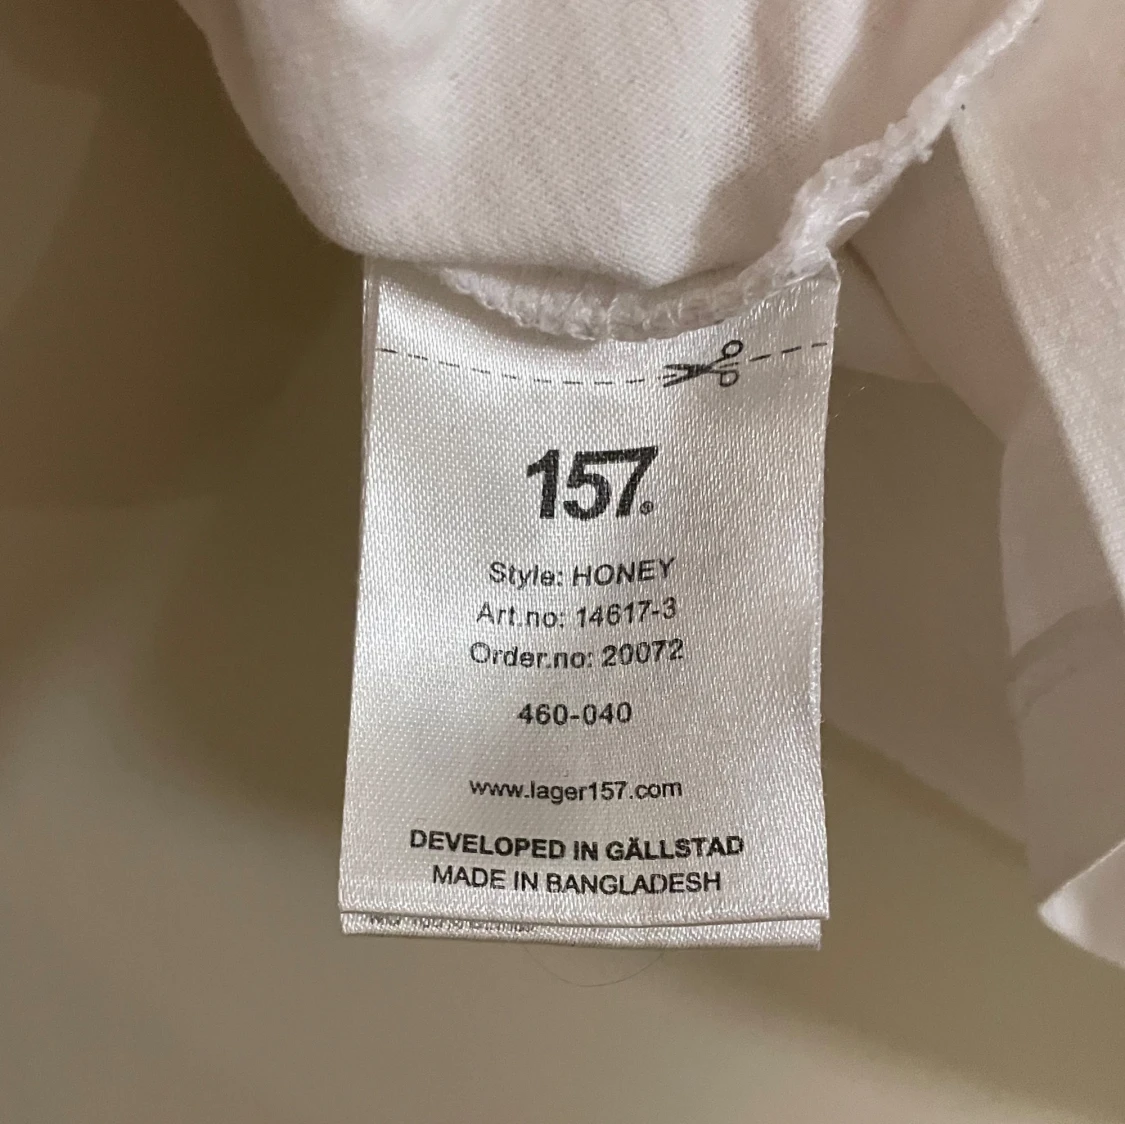 157.
Style: HONEY
Art.no: 14617-3
Order.no: 20072
460-040
www.lager157.com
DEVELOPED IN GÄLLSTAD
MADE IN BANGLADESH